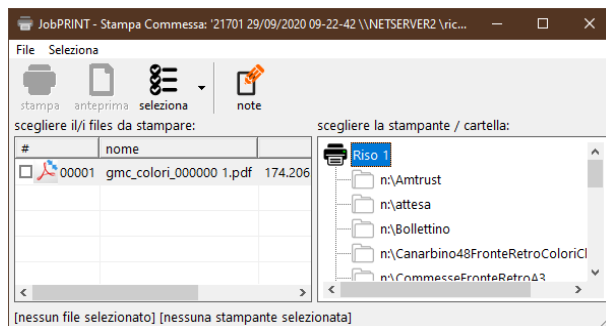 JobPRINT - Stampa Commessa: '21701 29/09/2020 09-22-42 \\NETSERVER2 \ric...
File Seleziona
stampa anteprima seleziona note
scegliere il/i files da stampare: scegliere la stampante / cartella:
# nome
Riso 1
00001 gmc_colori_000000 1.pdf 174.206
n:\Amtrust
n:\attesa
n:\Bollettino
n:\Canarbino48FronteRetroColoriCl
n:\CommesseFronteRetroA3
[nessun file selezionato] [nessuna stampante selezionata]